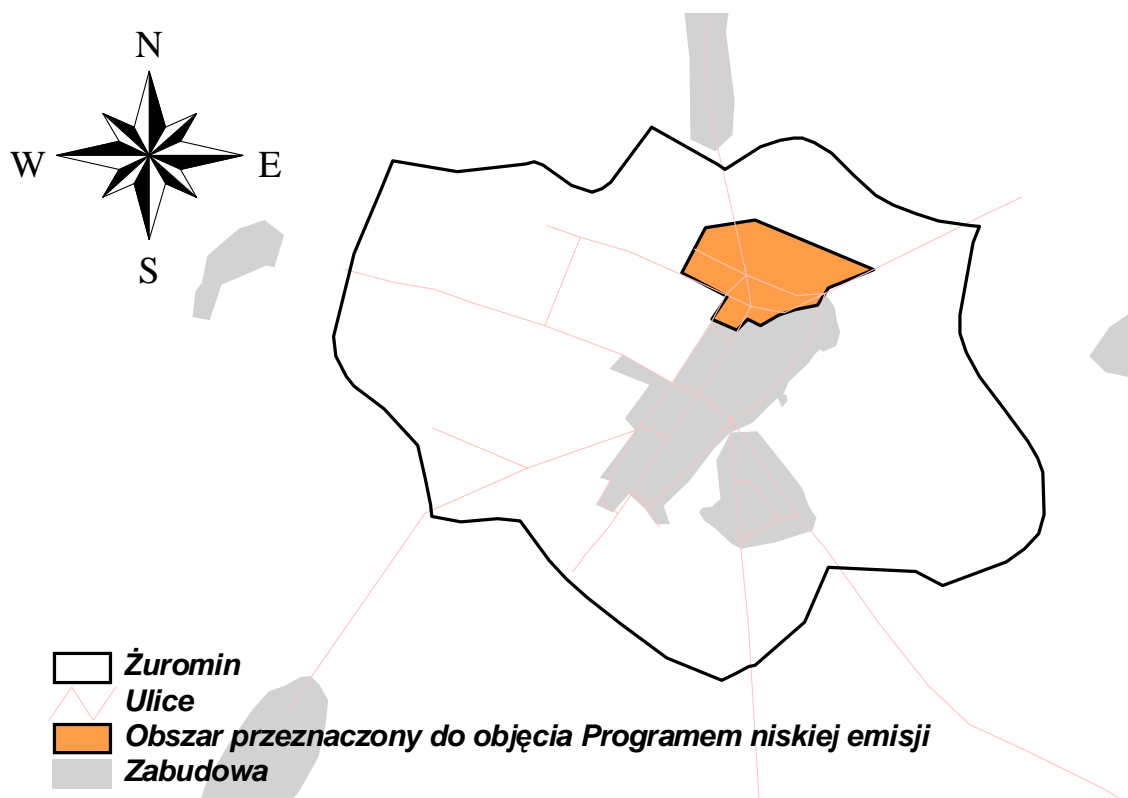 N
W E
S
Żuromin
Ulice
Obszar przeznaczony do objęcia Programem niskiej emisji
Zabudowa